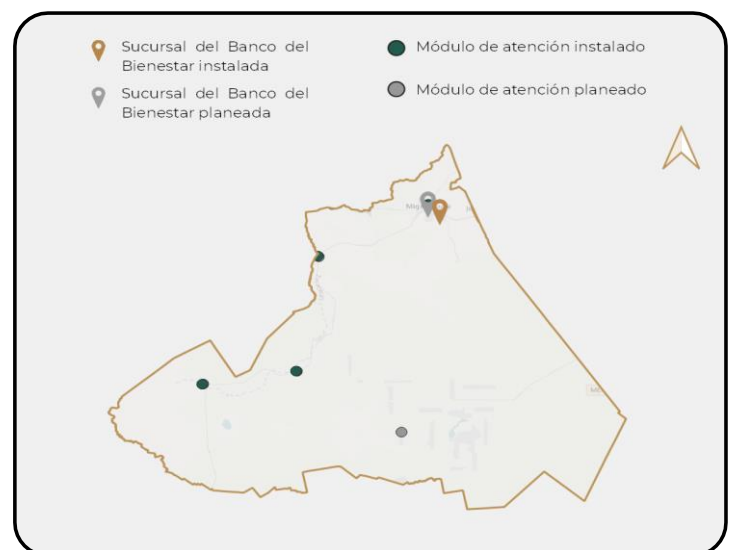 Sucursal del Banco del
Bienestar instalada
Sucursal del Banco del
Bienestar planeada
Módulo de atención instalado
Módulo de atención planeado